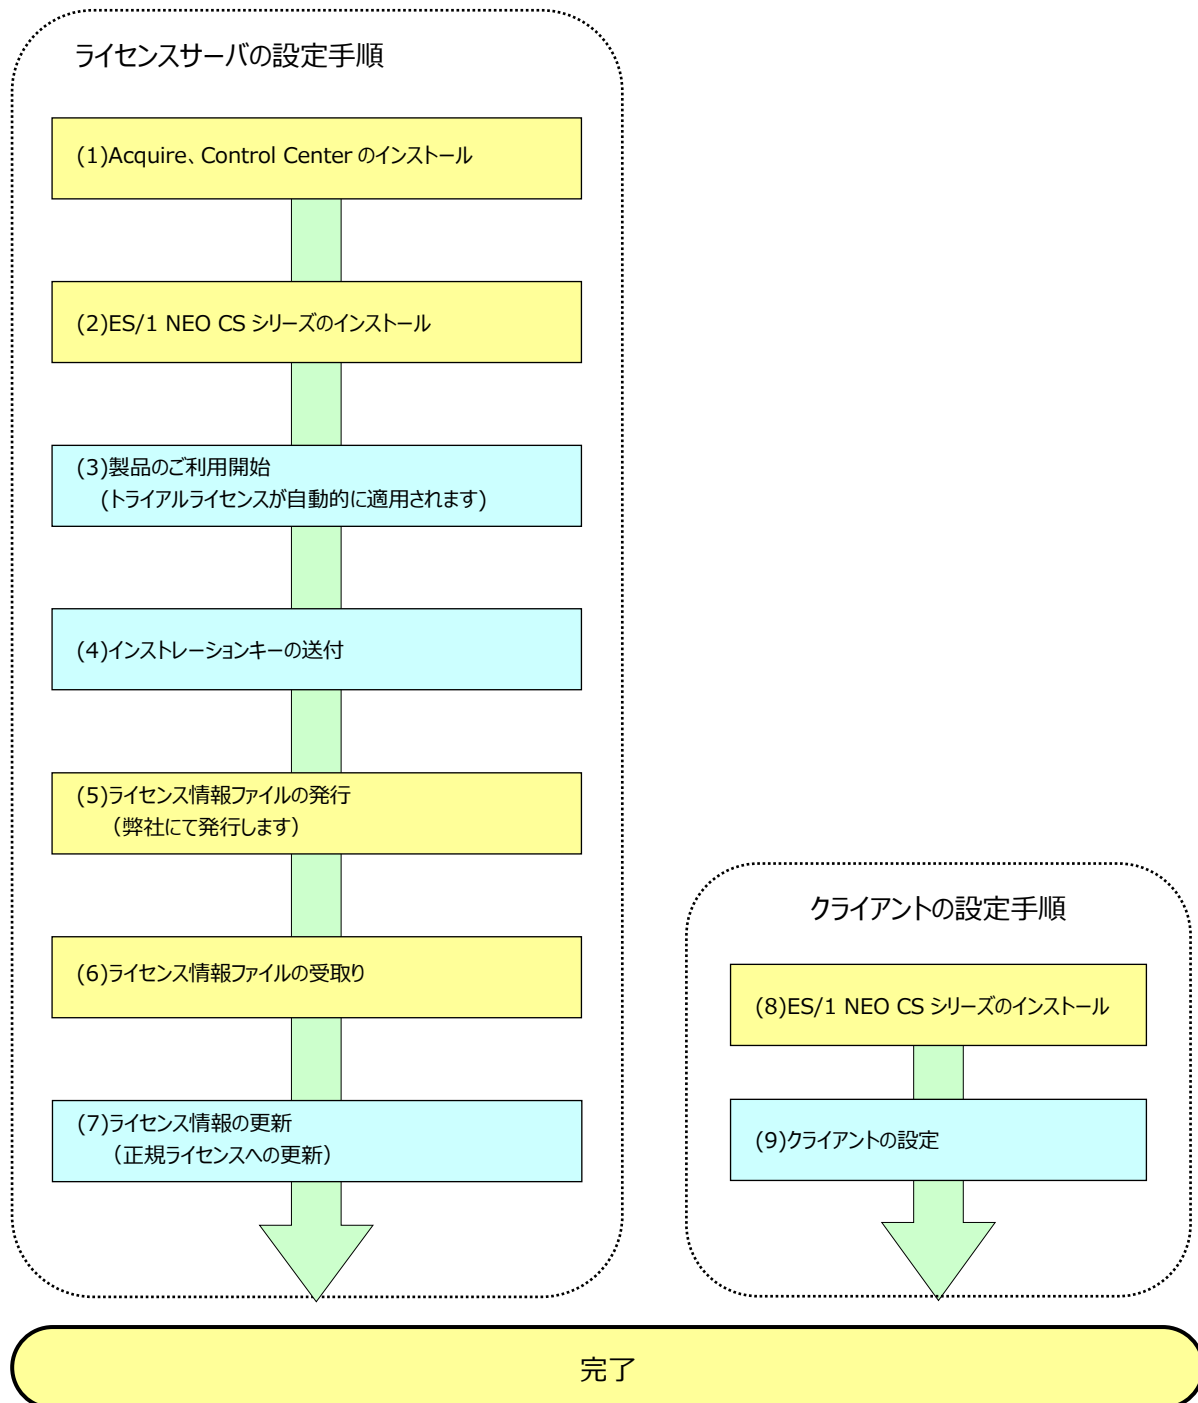 ライセンスサーバの設定手順
(1)Acquire、Control Center のインストール
(2)ES/1 NEO CS シリーズのインストール
(3)製品のご利用開始
(トライアルライセンスが自動的に適用されます)
(4)インストレーションキーの送付
(5)ライセンス情報ファイルの発行
（弊社にて発行します）
(6)ライセンス情報ファイルの受取り
(7)ライセンス情報の更新
（正規ライセンスへの更新）
クライアントの設定手順
(8)ES/1 NEO CS シリーズのインストール
(9)クライアントの設定
完了